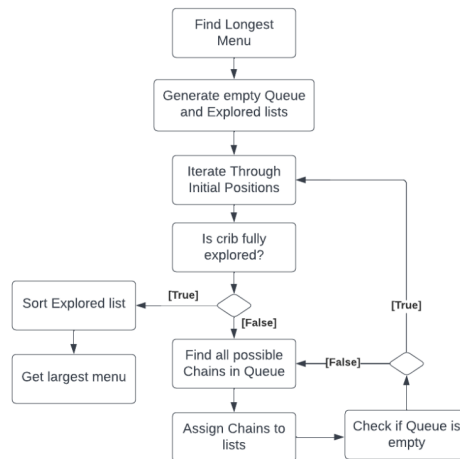 Find Longest
Menu
Generate empty Queue
and Explored lists
Iterate Through
Initial Positions
Is crib fully
explored?
[True]
Sort Explored list
[False]
[True]
Get largest menu
Find all possible
Chains in Queue
[False]
Assign Chains to
lists
Check if Queue is
empty